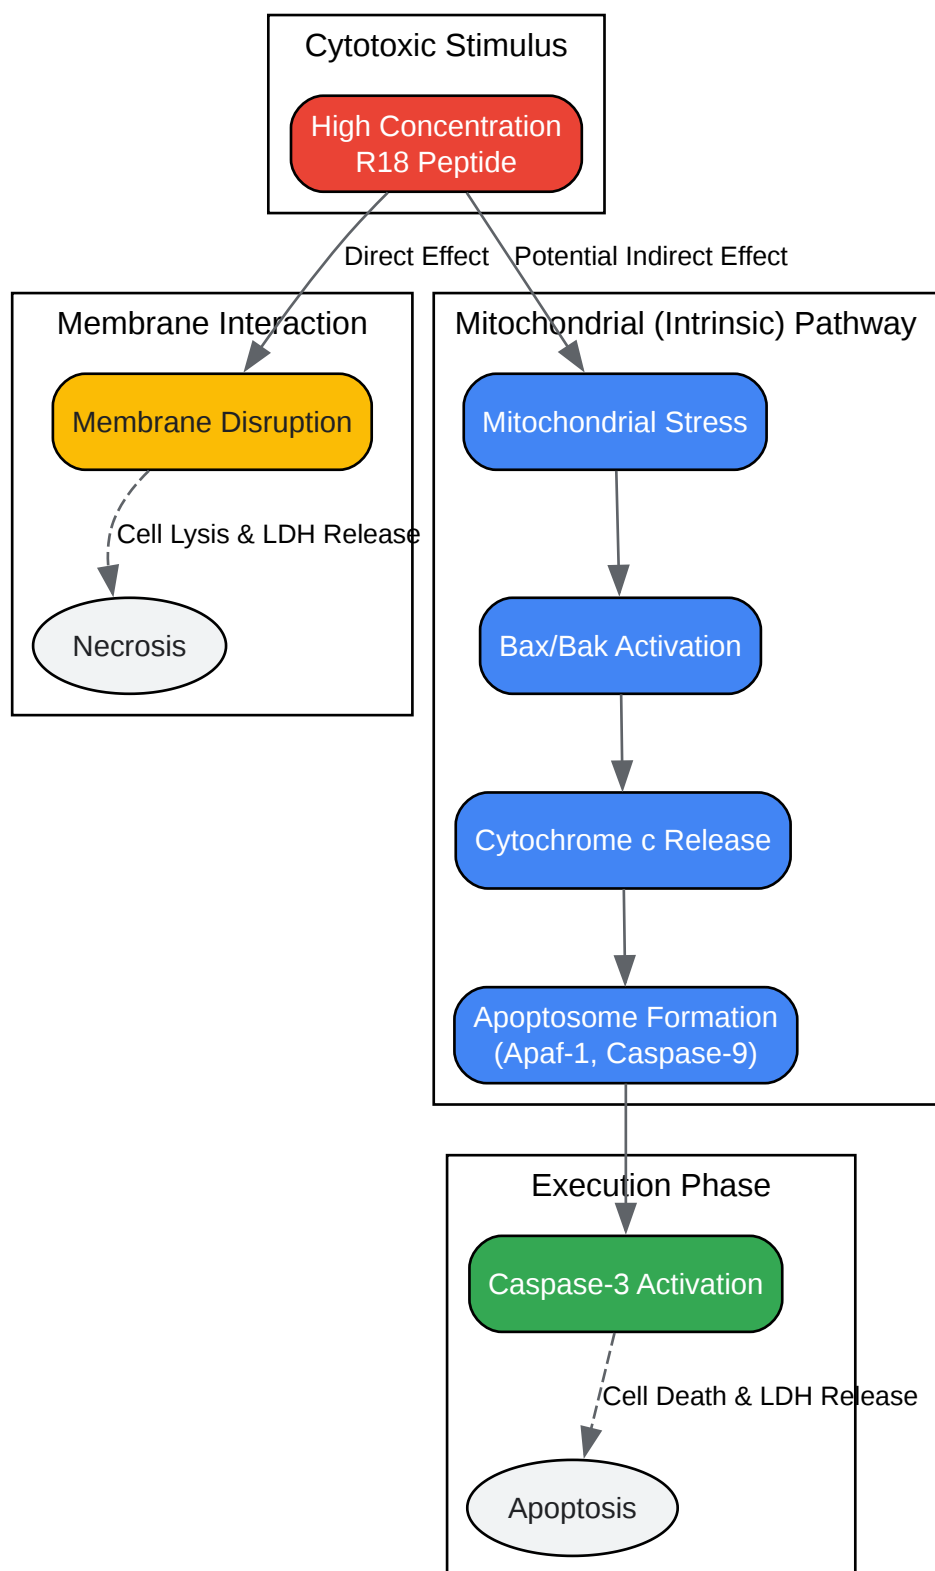 Cytotoxic Stimulus
High Concentration
R18 Peptide
Direct Effect
Potential Indirect Effect
Membrane Interaction
Membrane Disruption
Cell Lysis & LDH Release
Necrosis
Mitochondrial (Intrinsic) Pathway
Mitochondrial Stress
Bax/Bak Activation
Cytochrome c Release
Apoptosome Formation
(Apaf-1, Caspase-9)
Execution Phase
Caspase-3 Activation
Cell Death & LDH Release
Apoptosis